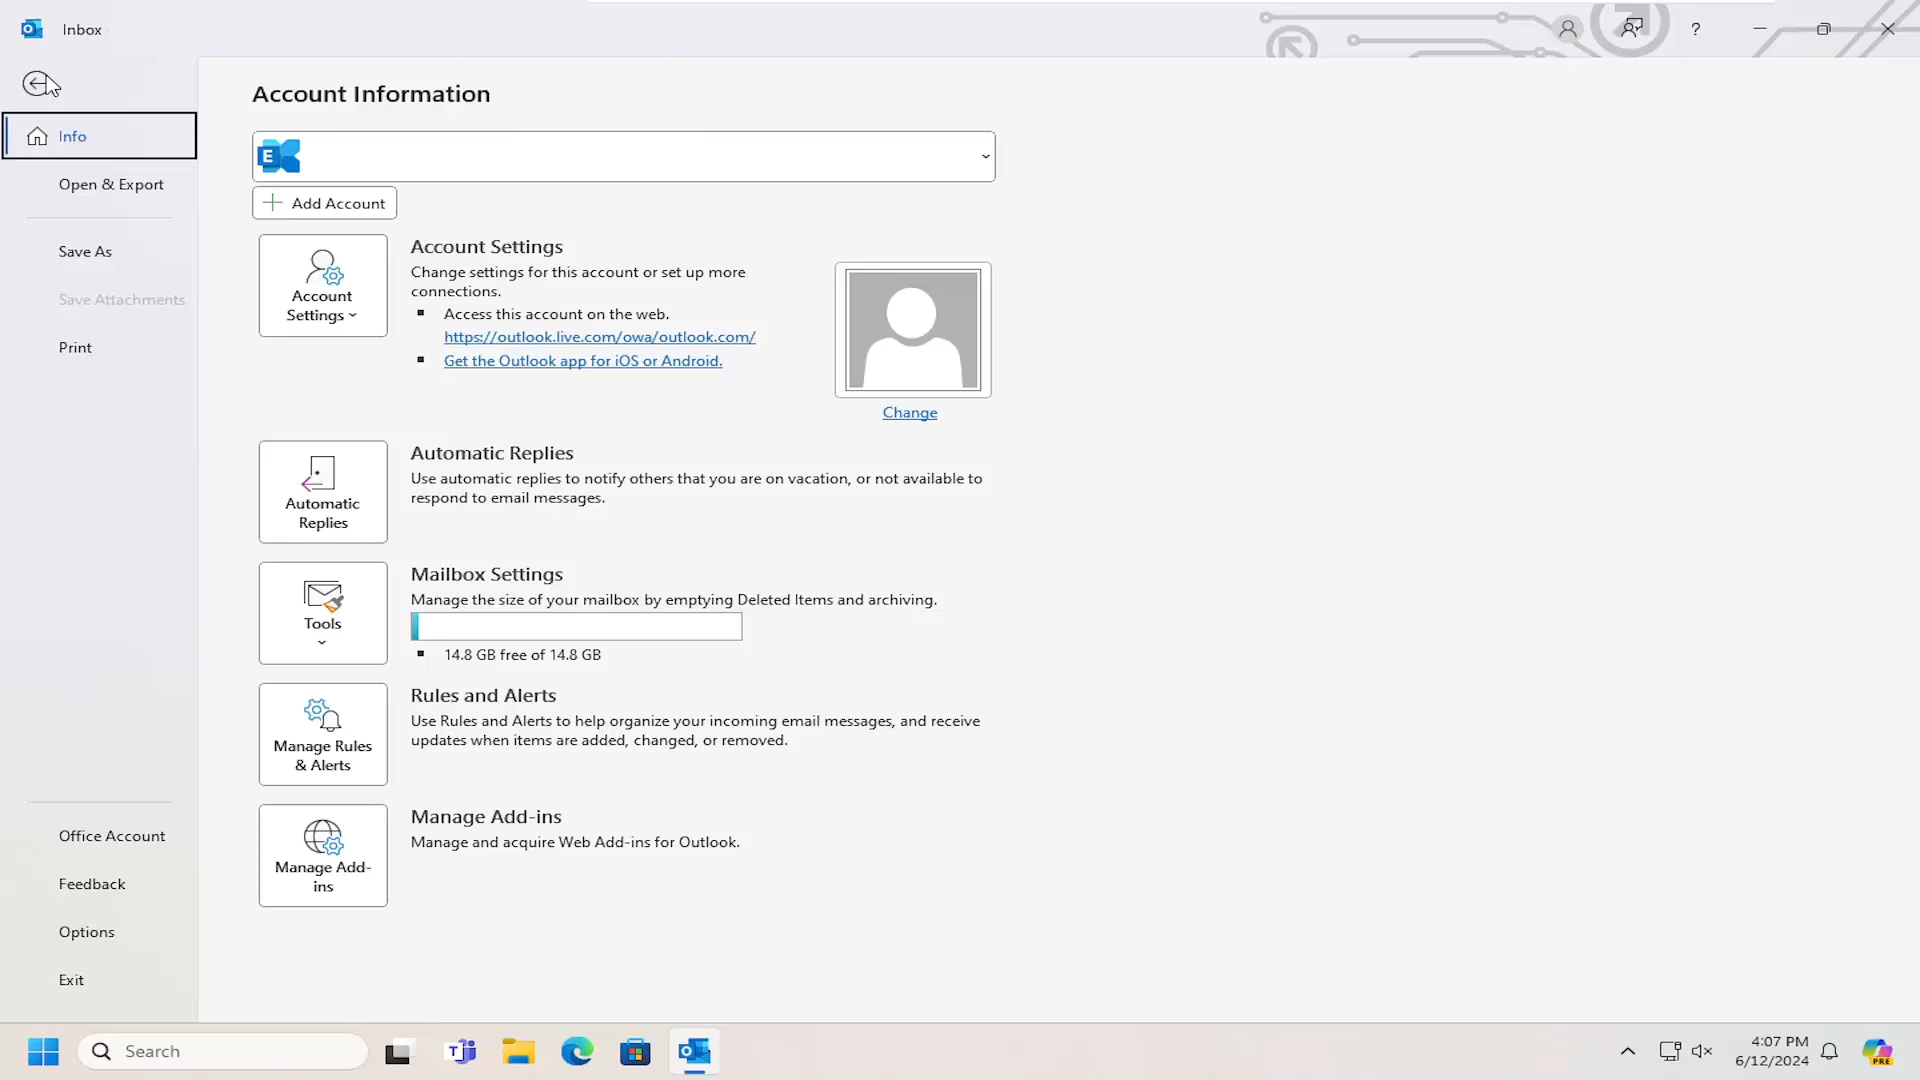 Inbox
?
Info
Open & Export
Save As
Save Attachments
Print
Office Account
Feedback
Options
Exit
Account Information
E
Add Account
Account
Settings
Account Settings
Change settings for this account or set up more
connections.
Access this account on the web.
https://outlook.live.com/owa/outlook.com/
Get the Outlook app for iOS or Android.
Change
Automatic
Replies
Automatic Replies
Use automatic replies to notify others that you are on vacation, or not available to
respond to email messages.
Tools
Mailbox Settings
Manage the size of your mailbox by emptying Deleted Items and archiving.
14.8 GB free of 14.8 GB
Manage Rules
& Alerts
Rules and Alerts
Use Rules and Alerts to help organize your incoming email messages, and receive
updates when items are added, changed, or removed.
Manage Add-
ins
Manage Add-ins
Manage and acquire Web Add-ins for Outlook.
Search
4:07 PM
6/12/2024
PRE